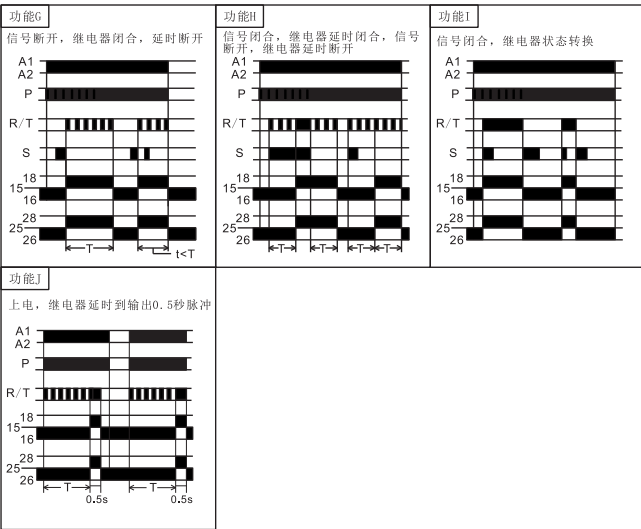 功能G
信号断开，继电器闭合，延时断开
A1
A2
P
R/T
S
18
15
16
28
25
26
T
t<T
功能H
信号闭合，继电器延时闭合，信号
断开，继电器延时断开
A1
A2
P
R/T
S
18
15
16
28
25
26
T T T T
功能I
信号闭合，继电器状态转换
A1
A2
P
R/T
S
18
15
16
28
25
26
功能J
上电，继电器延时到输出0.5秒脉冲
A1
A2
P
R/T
18
15
16
28
25
26
T T
0.5s 0.5s